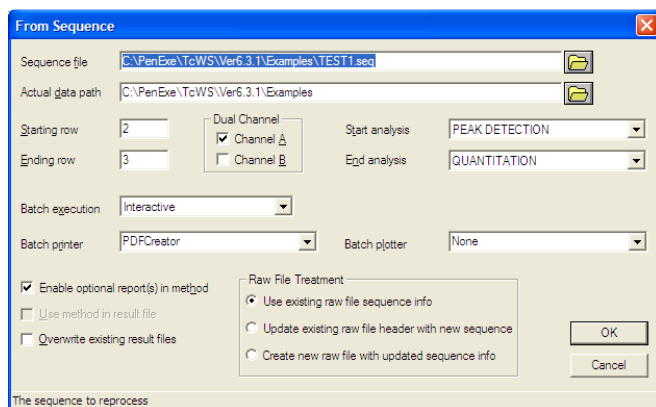 From Sequence
Sequence file C:\PenExe\TcWS\Ver6.3.1\Examples\TEST1.seq
Actual data path C:\PenExe\TcWS\Ver6.3.1\Examples
Starting row 2 Dual Channel Channel A Start analysis PEAK DETECTION
Ending row 3 Channel B End analysis QUANTITATION
Batch execution Interactive
Batch printer PDFCreator Batch plotter None
Enable optional report(s) in method Raw File Treatment
Use existing raw file sequence info
Use method in result file Update existing raw file header with new sequence
Overwrite existing result files OK
Create new raw file with updated sequence info
Cancel
The sequence to reprocess